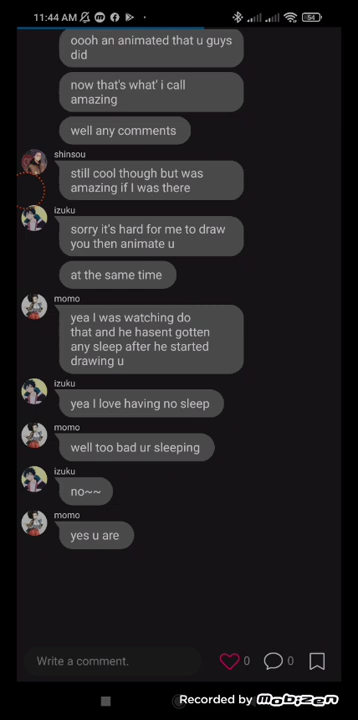 11:44 AM
54
oooh an animated that u guys
did
now that's what' i call
amazing
well any comments
shinsou
still cool though but was
amazing if I was there
izuku
sorry it's hard for me to draw
you then animate u
at the same time
momo
yea I was watching do
that and he hasent gotten
any sleep after he started
drawing u
izuku
yea I love having no sleep
momo
well too bad ur sleeping
izuku
no~~
momo
yes u are
Write a comment.
0
0
Recorded by Mobizen